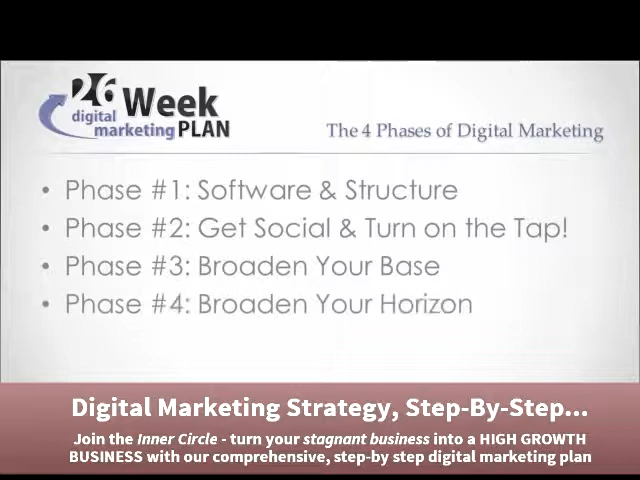 26 Week
digital
marketing PLAN
The 4 Phases of Digital Marketing
• Phase #1: Software & Structure
• Phase #2: Get Social & Turn on the Tap!
• Phase #3: Broaden Your Base
• Phase #4: Broaden Your Horizon
Digital Marketing Strategy, Step-By-Step...
Join the Inner Circle - turn your stagnant business into a HIGH GROWTH
BUSINESS with our comprehensive, step-by step digital marketing plan